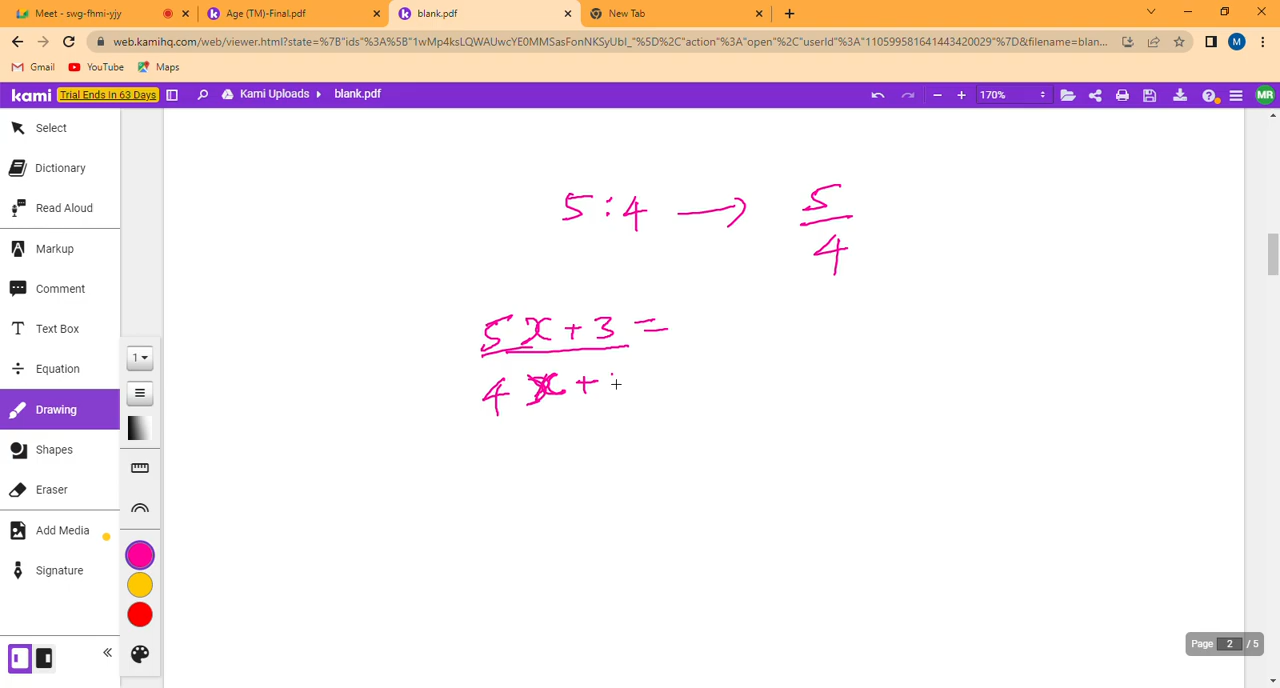 Meet - swg-fhmi-yjy
Age (TM)-Final.pdf
blank.pdf
New Tab
web.kamihq.com/web/viewer.html?state=%7B"ids"%3A%5B"1wMp4ksLQWAUwcYE0MMSasFonNKSyUbI_"%5D%2C"action"%3A"open"%2C"userId"%3A"110599581641443420029"%7D&filename=blan...
Gmail YouTube Maps
kami Trial Ends In 63 Days Kami Uploads blank.pdf 170% MR
Select
Dictionary
Read Aloud
Markup
Comment
Text Box
Equation
Drawing
Shapes
Eraser
Add Media
Signature
1
5:4 → 5/4
5x+3 =
4x+
Page 2 / 5